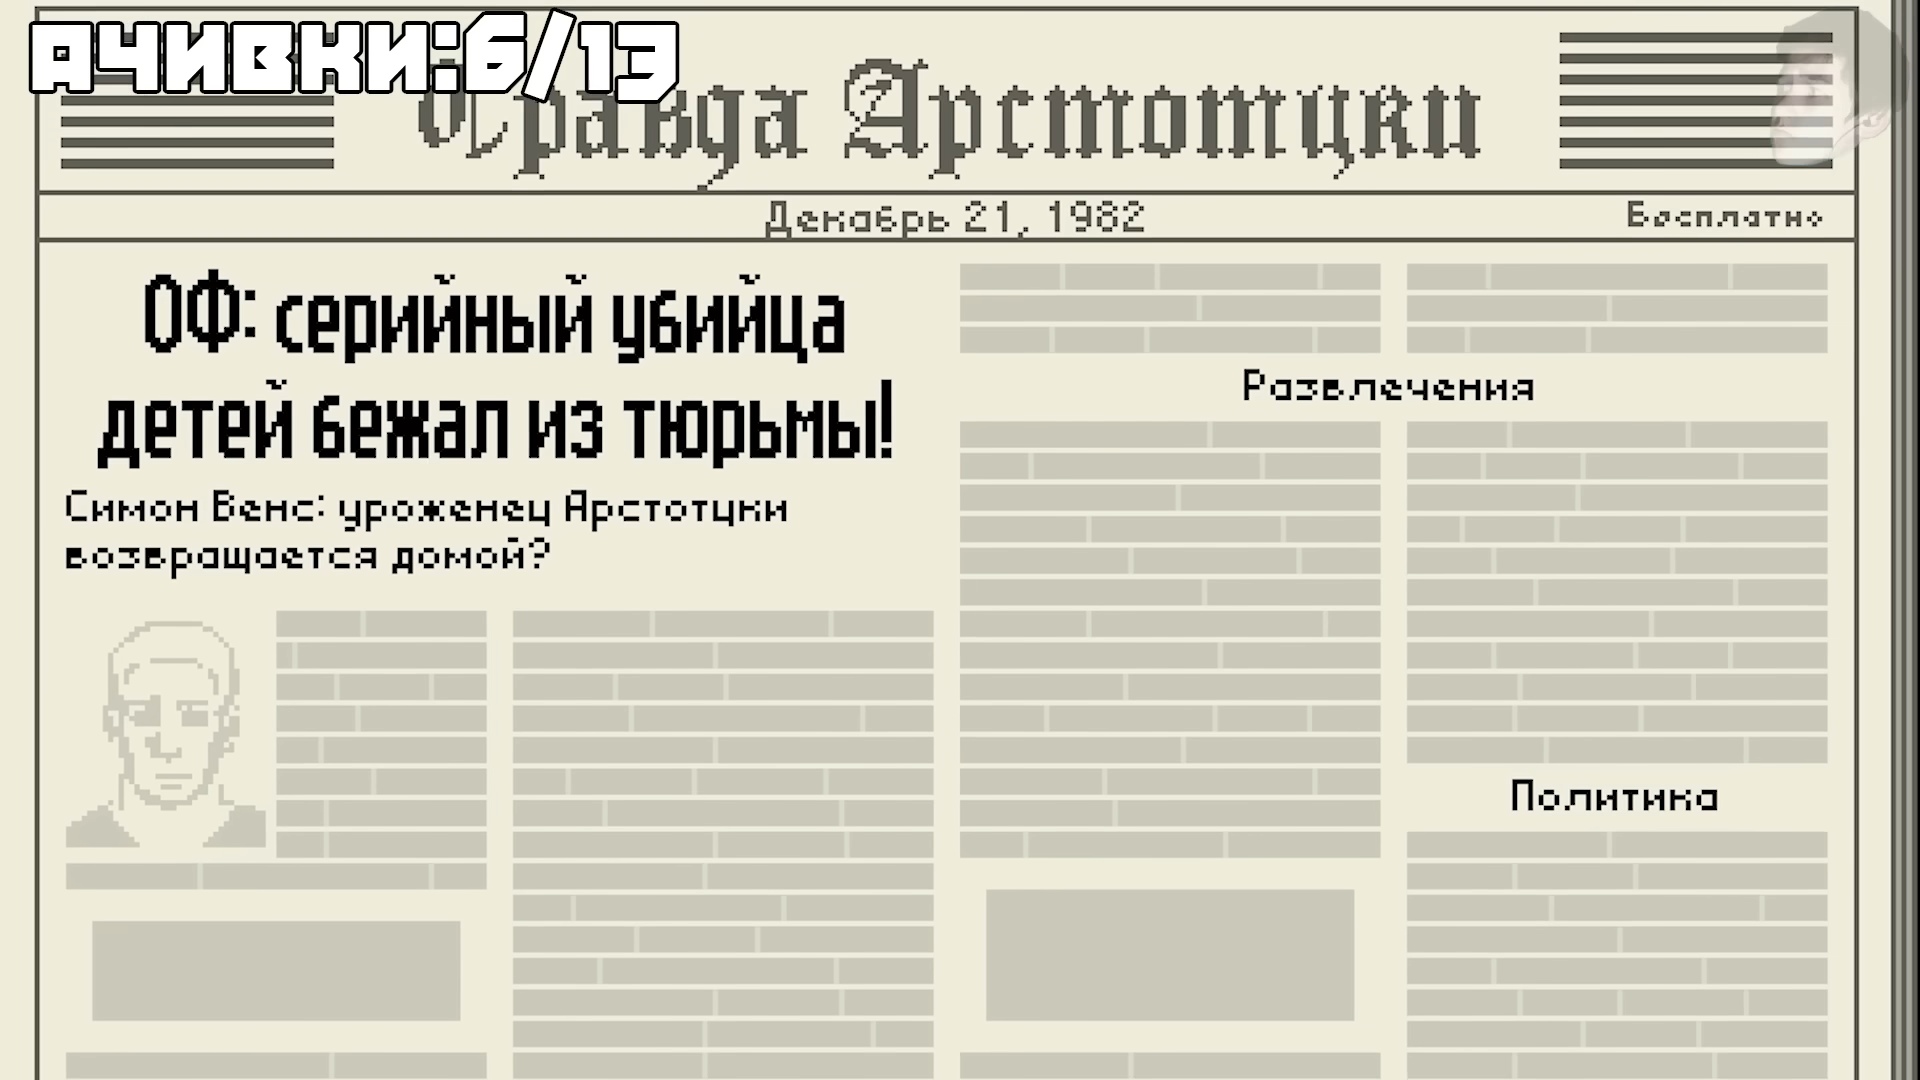 АЧИВКИ:6/13
Правда Арстотцки
Декабрь 21, 1982
Бесплатно
ОФ: серийный убийца
детей бежал из тюрьмы!
Симон Венс: уроженец Арстотцки
возвращается домой?
Развлечения
Политика